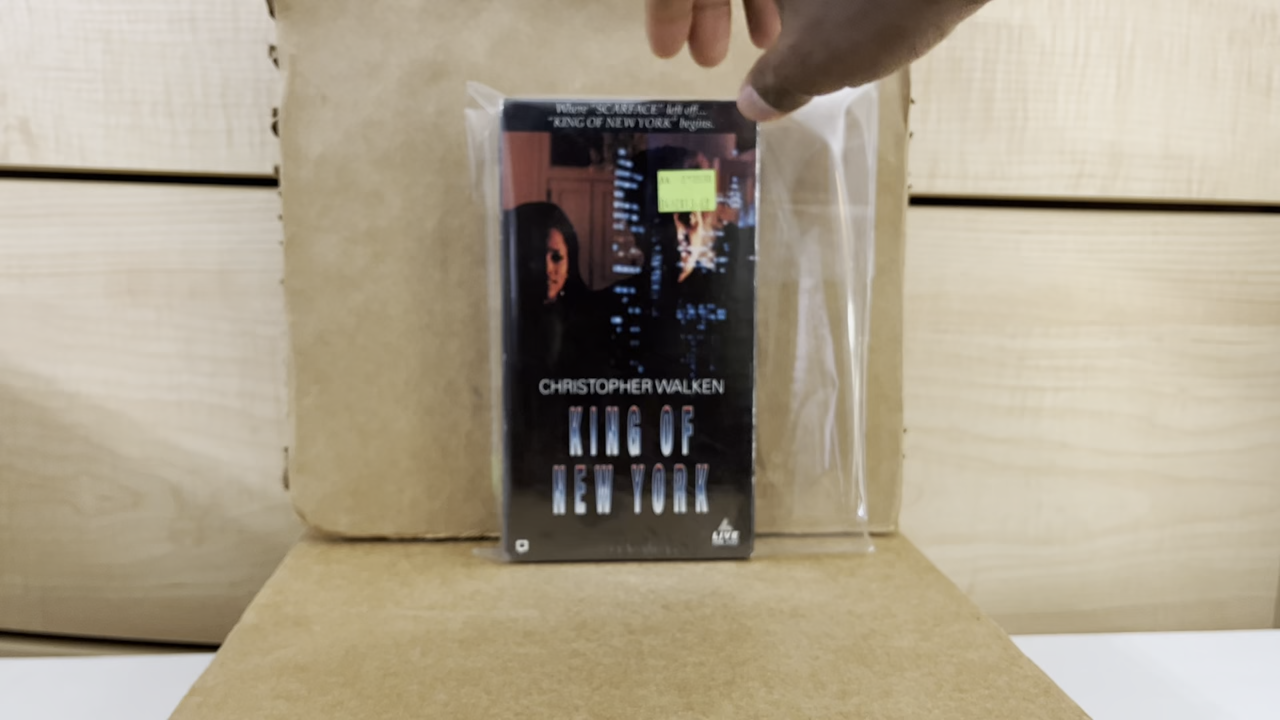 Where "SCARFACE" left off...
"KING OF NEW YORK" begins.
CHRISTOPHER WALKEN
KING OF
NEW YORK
LIVE